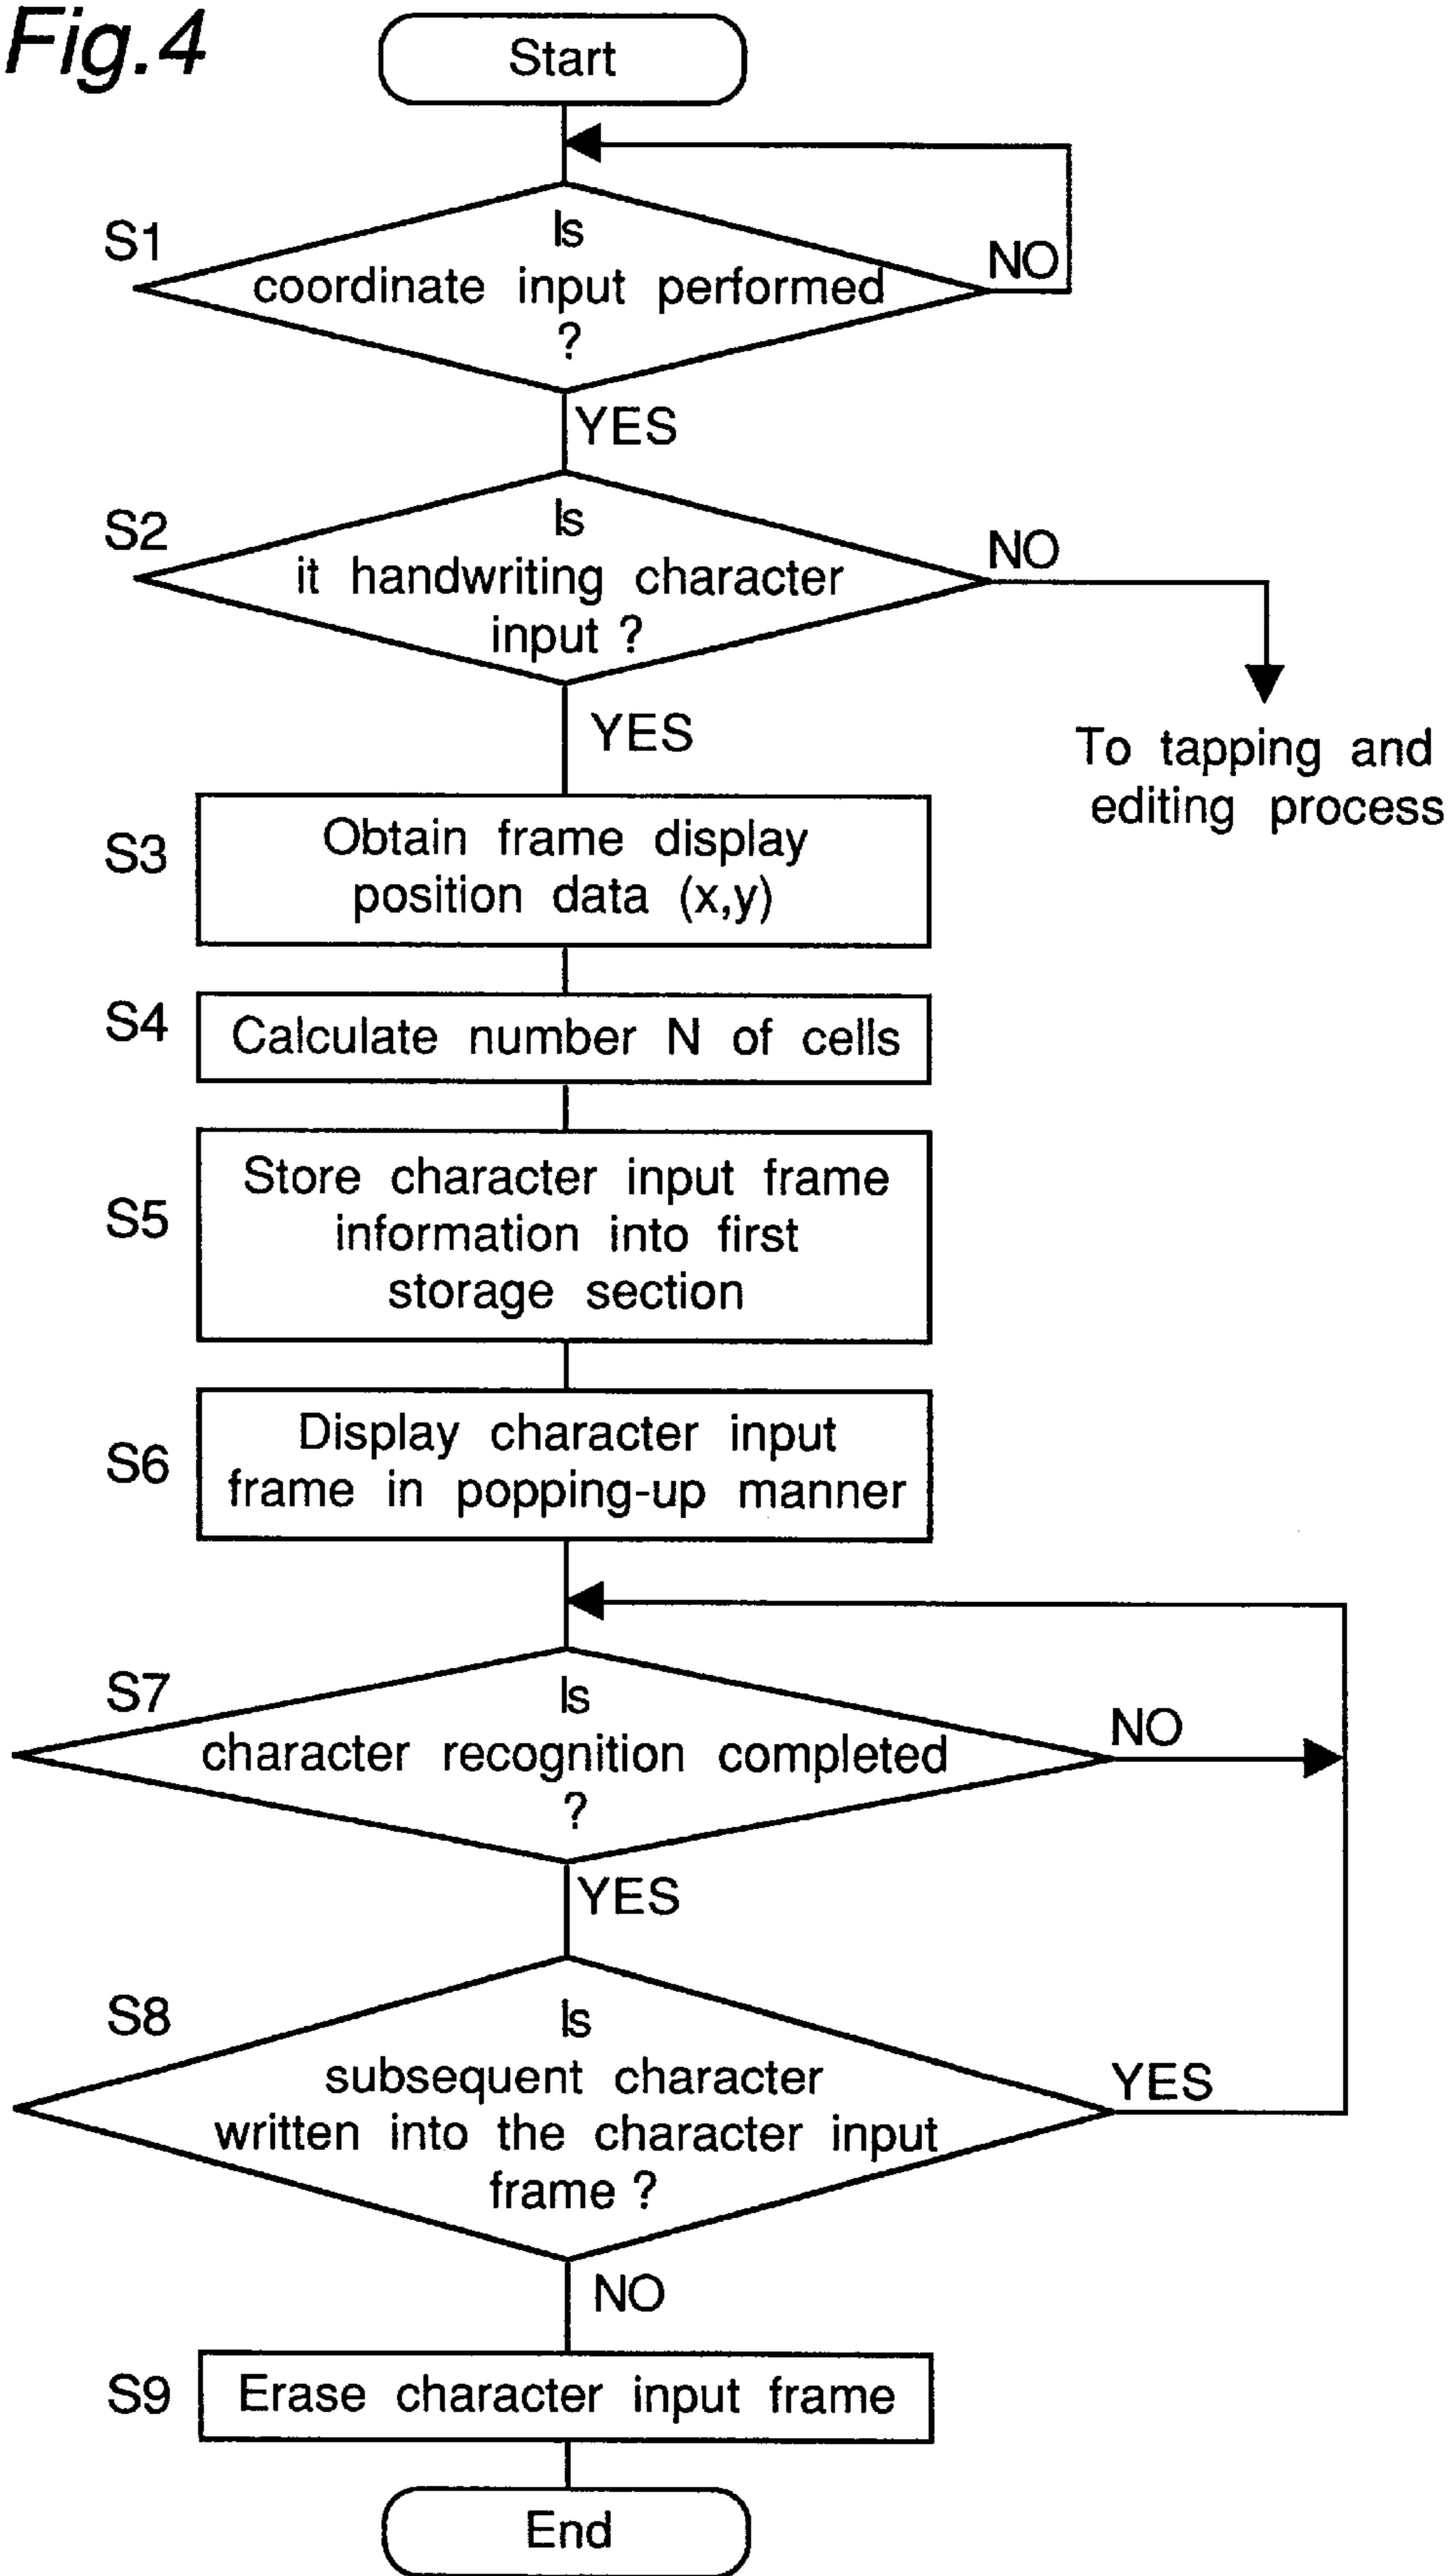 Fig.4
Start
S1
Is
coordinate input performed
?
NO
YES
S2
Is
it handwriting character
input ?
NO
To tapping and
editing process
YES
S3
Obtain frame display
position data (x,y)
S4
Calculate number N of cells
S5
Store character input frame
information into first
storage section
S6
Display character input
frame in popping-up manner
S7
Is
character recognition completed
?
NO
YES
S8
Is
subsequent character
written into the character input
frame ?
YES
NO
S9
Erase character input frame
End